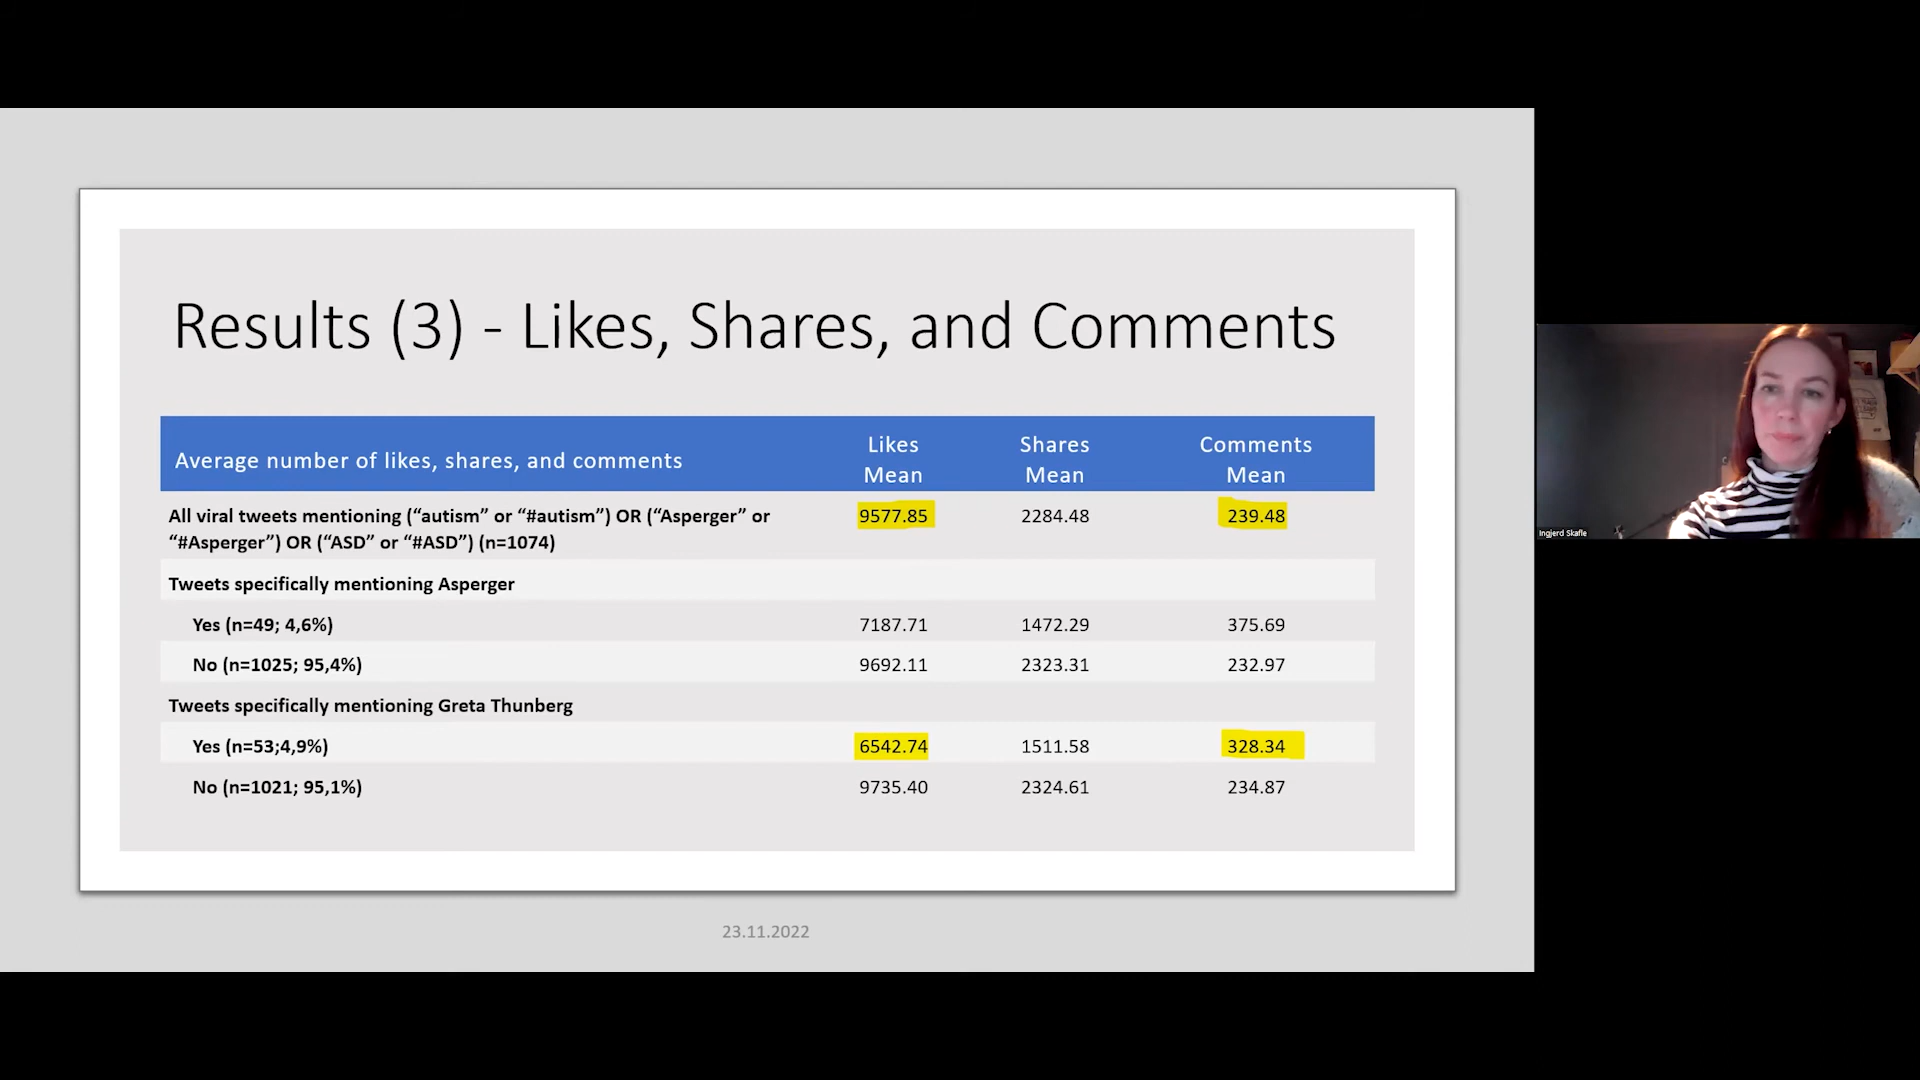 Results (3) - Likes, Shares, and Comments
Average number of likes, shares, and comments
Likes Mean
Shares Mean
Comments Mean
All viral tweets mentioning (“autism” or “#autism”) OR (“Asperger” or
“#Asperger”) OR (“ASD” or “#ASD”) (n=1074)
9577.85 2284.48 239.48
Tweets specifically mentioning Asperger
Yes (n=49; 4,6%) 7187.71 1472.29 375.69
No (n=1025; 95,4%) 9692.11 2323.31 232.97
Tweets specifically mentioning Greta Thunberg
Yes (n=53;4,9%) 6542.74 1511.58 328.34
No (n=1021; 95,1%) 9735.40 2324.61 234.87
23.11.2022
Ingjerd Skafle